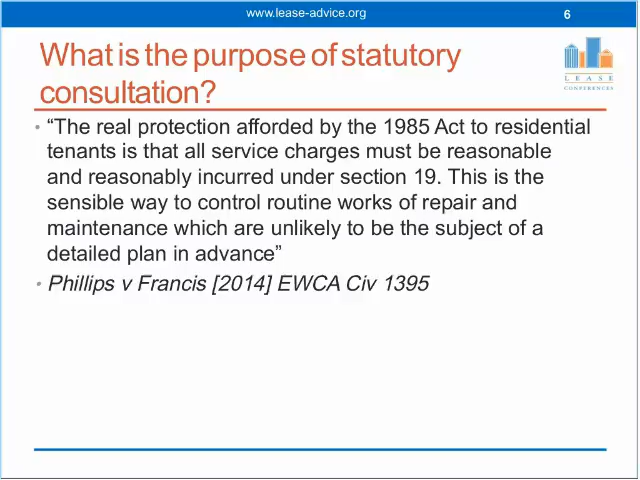 www.lease-advice.org
6
What is the purpose of statutory
consultation?
LEASE
CONFERENCES
• “The real protection afforded by the 1985 Act to residential
tenants is that all service charges must be reasonable
and reasonably incurred under section 19. This is the
sensible way to control routine works of repair and
maintenance which are unlikely to be the subject of a
detailed plan in advance”
• Phillips v Francis [2014] EWCA Civ 1395